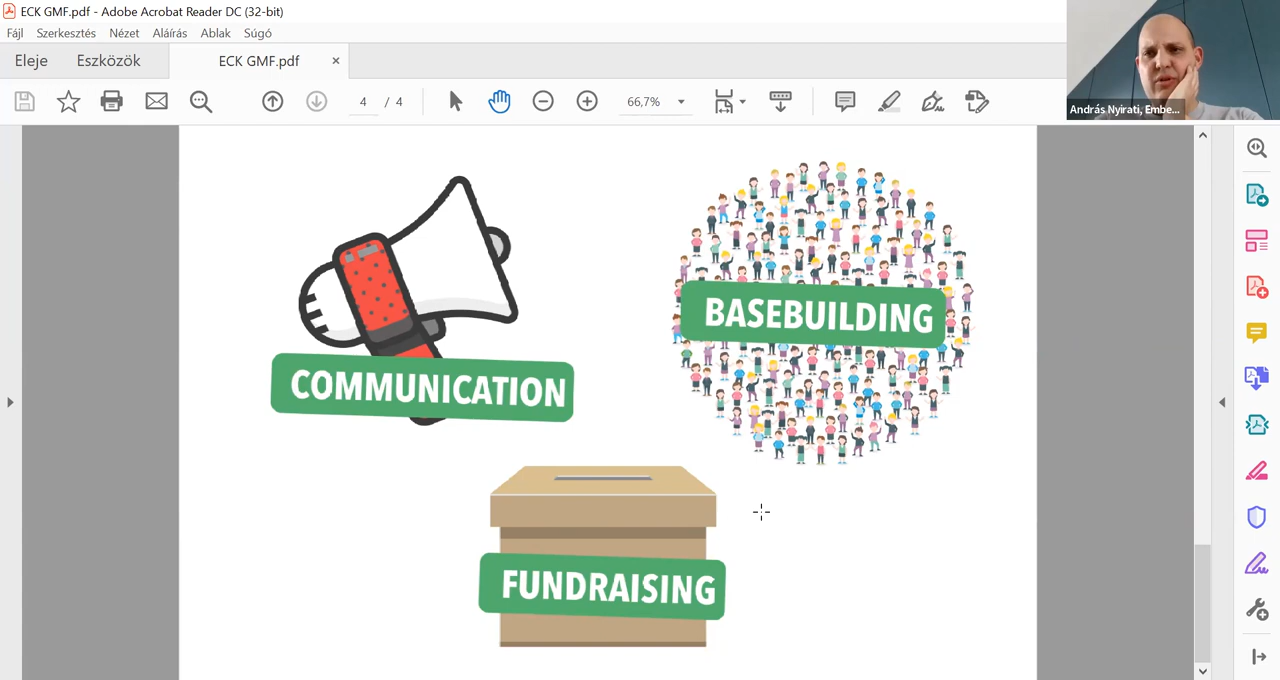 ECK GMF.pdf - Adobe Acrobat Reader DC (32-bit)
Fájl Szerkesztés Nézet Aláírás Ablak Súgó
Eleje Eszközök ECK GMF.pdf ×
4 / 4 66,7%
András Nyirati, Embe...
BASEBUILDING
COMMUNICATION
FUNDRAISING